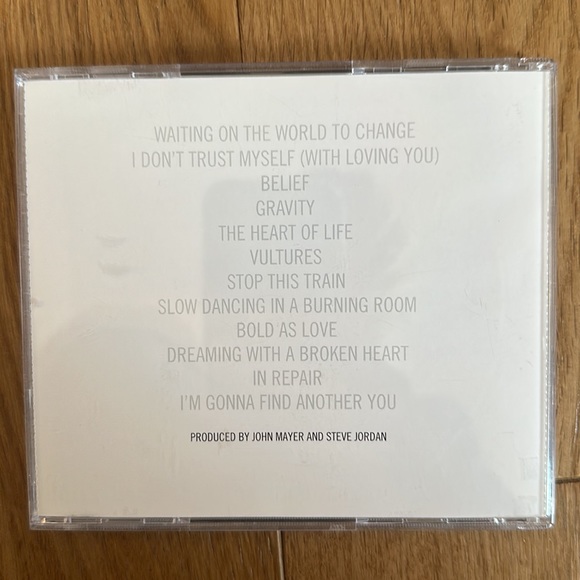 WAITING ON THE WORLD TO CHANGE
I DON'T TRUST MYSELF (WITH LOVING YOU)
BELIEF
GRAVITY
THE HEART OF LIFE
VULTURES
STOP THIS TRAIN
SLOW DANCING IN A BURNING ROOM
BOLD AS LOVE
DREAMING WITH A BROKEN HEART
IN REPAIR
I'M GONNA FIND ANOTHER YOU
PRODUCED BY JOHN MAYER AND STEVE JORDAN